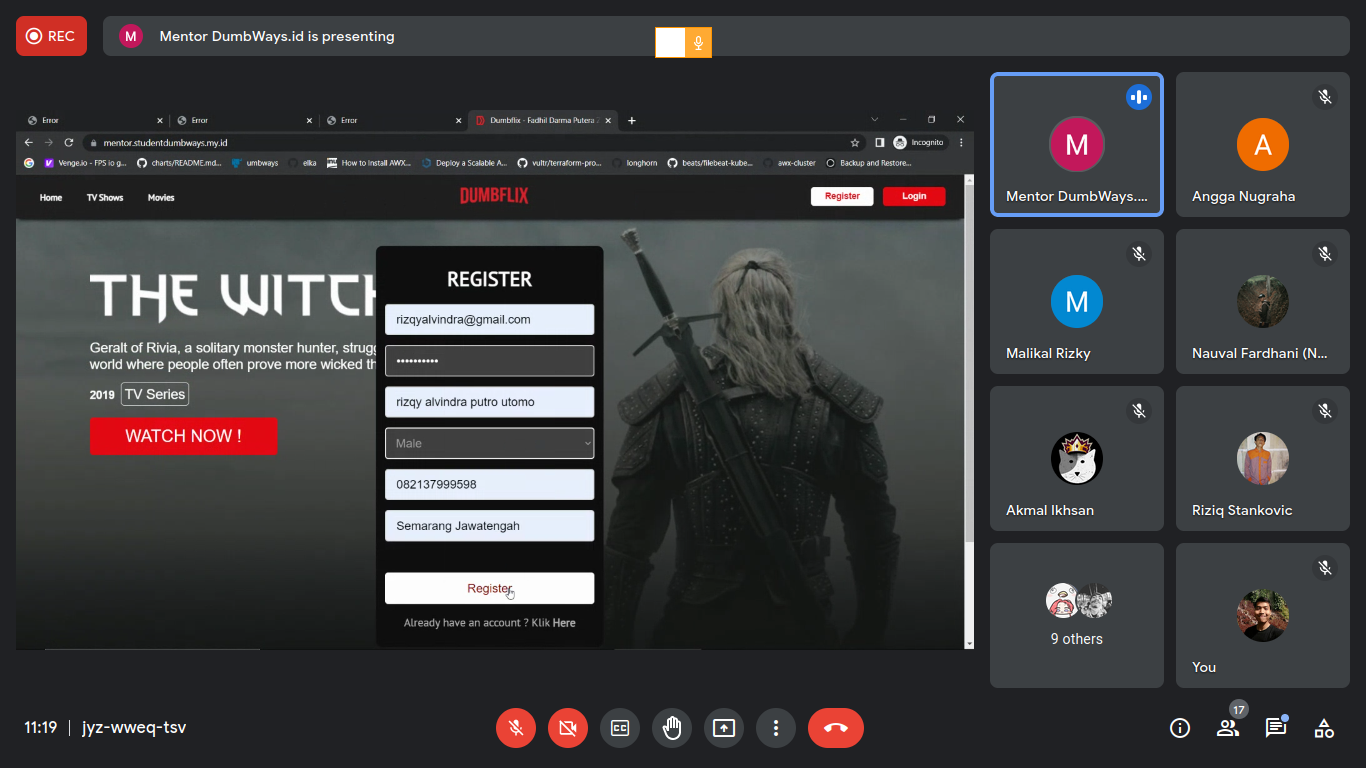 REC
M
Mentor DumbWays.id is presenting
Error
Error
Error
Dumbflix - Fadhil Darma Putera
mentor.studentdumbways.my.id
Incognito
Venge.io - FPS io g...
charts/README.md...
umbways
elka
How to Install AWX...
Deploy a Scalable A...
vultr/terraform-pro...
longhorn
beats/filebeat-kube...
awx-cluster
Backup and Restore...
Home
TV Shows
Movies
DUMBFLIX
Register
Login
THE WITCH
Geralt of Rivia, a solitary monster hunter, strugg
world where people often prove more wicked th
2019
TV Series
WATCH NOW !
REGISTER
rizqyalvindra@gmail.com
••••••••••
rizqy alvindra putro utomo
Male
082137999598
Semarang Jawatengah
Register
Already have an account ? Klik Here
M
Mentor DumbWays....
A
Angga Nugraha
M
Malikal Rizky
Nauval Fardhani (N...
Akmal Ikhsan
Riziq Stankovic
9 others
You
11:19 | jyz-wweq-tsv
17